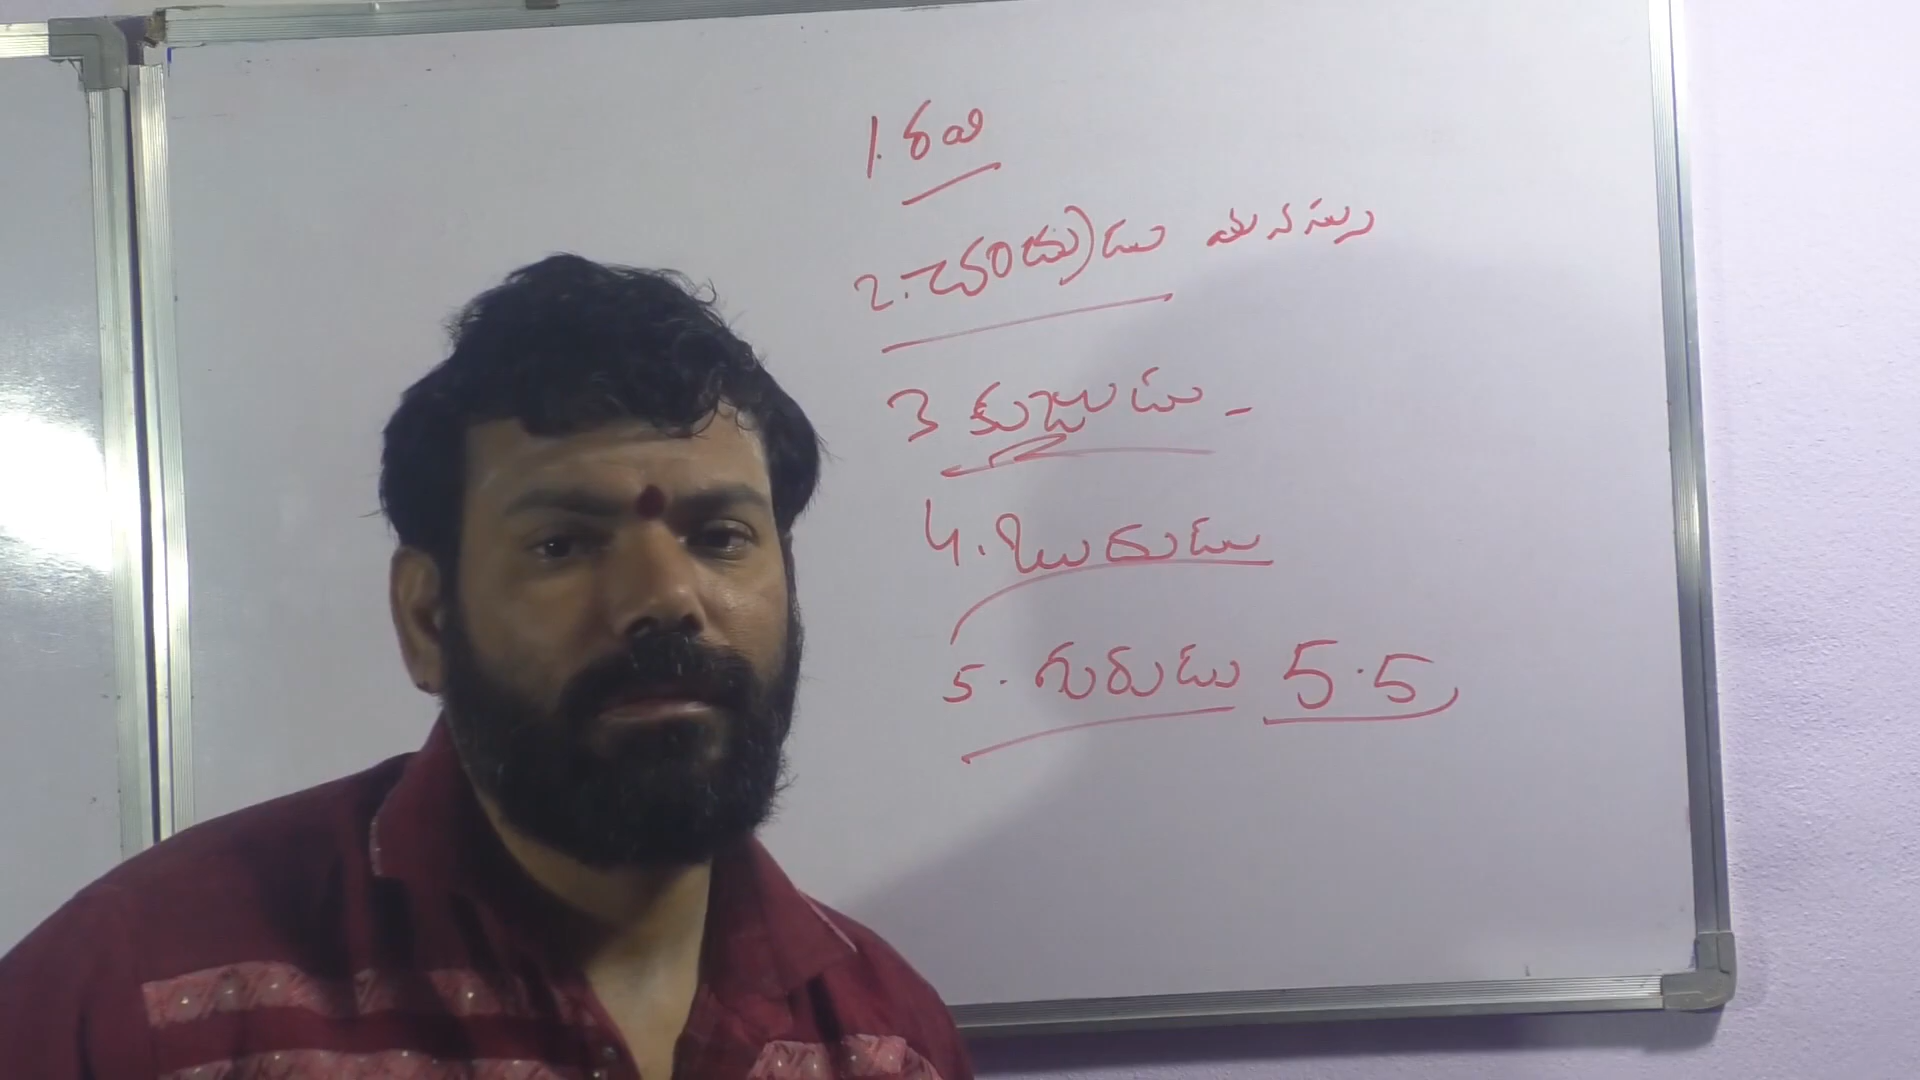 1. రవి
2. చంద్రుడు మనస్సు
3 కుజుడు -
4. బుధుడు
5. గురుడు 5.5